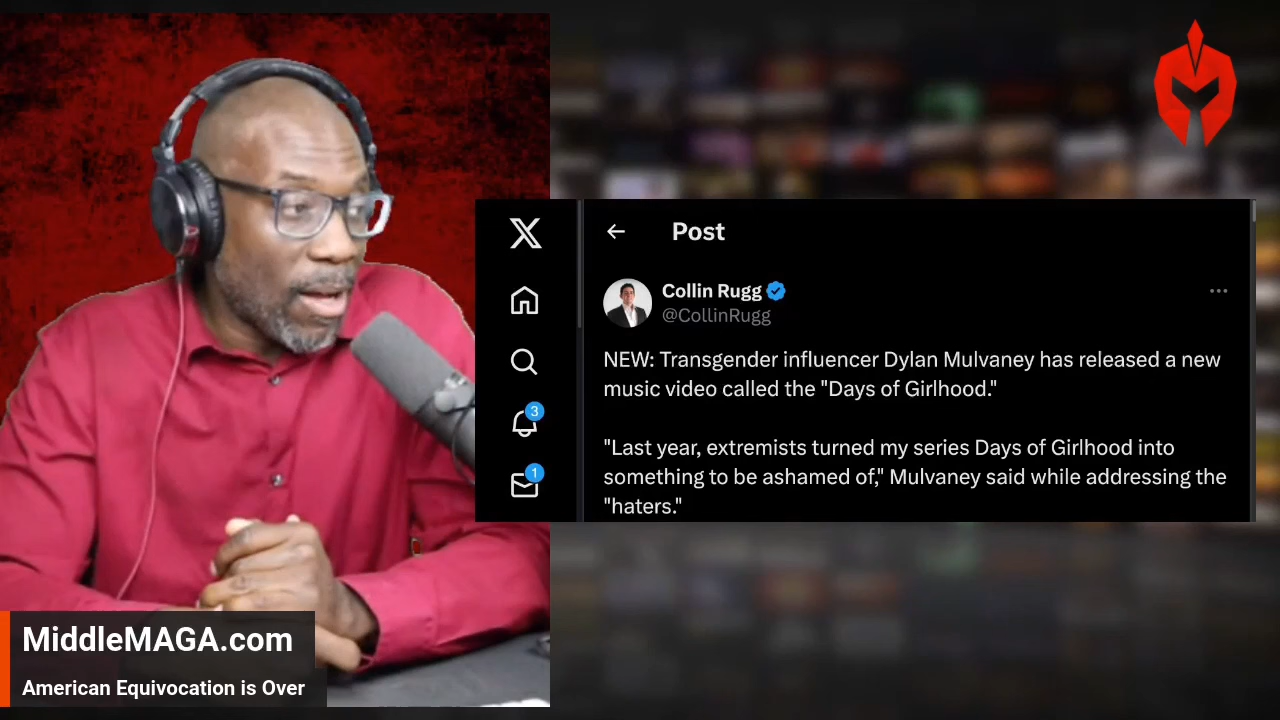 X
Post
Collin Rugg
@CollinRugg
NEW: Transgender influencer Dylan Mulvaney has released a new
music video called the "Days of Girlhood."
"Last year, extremists turned my series Days of Girlhood into
something to be ashamed of," Mulvaney said while addressing the
"haters."
3
1
MiddleMAGA.com
American Equivocation is Over